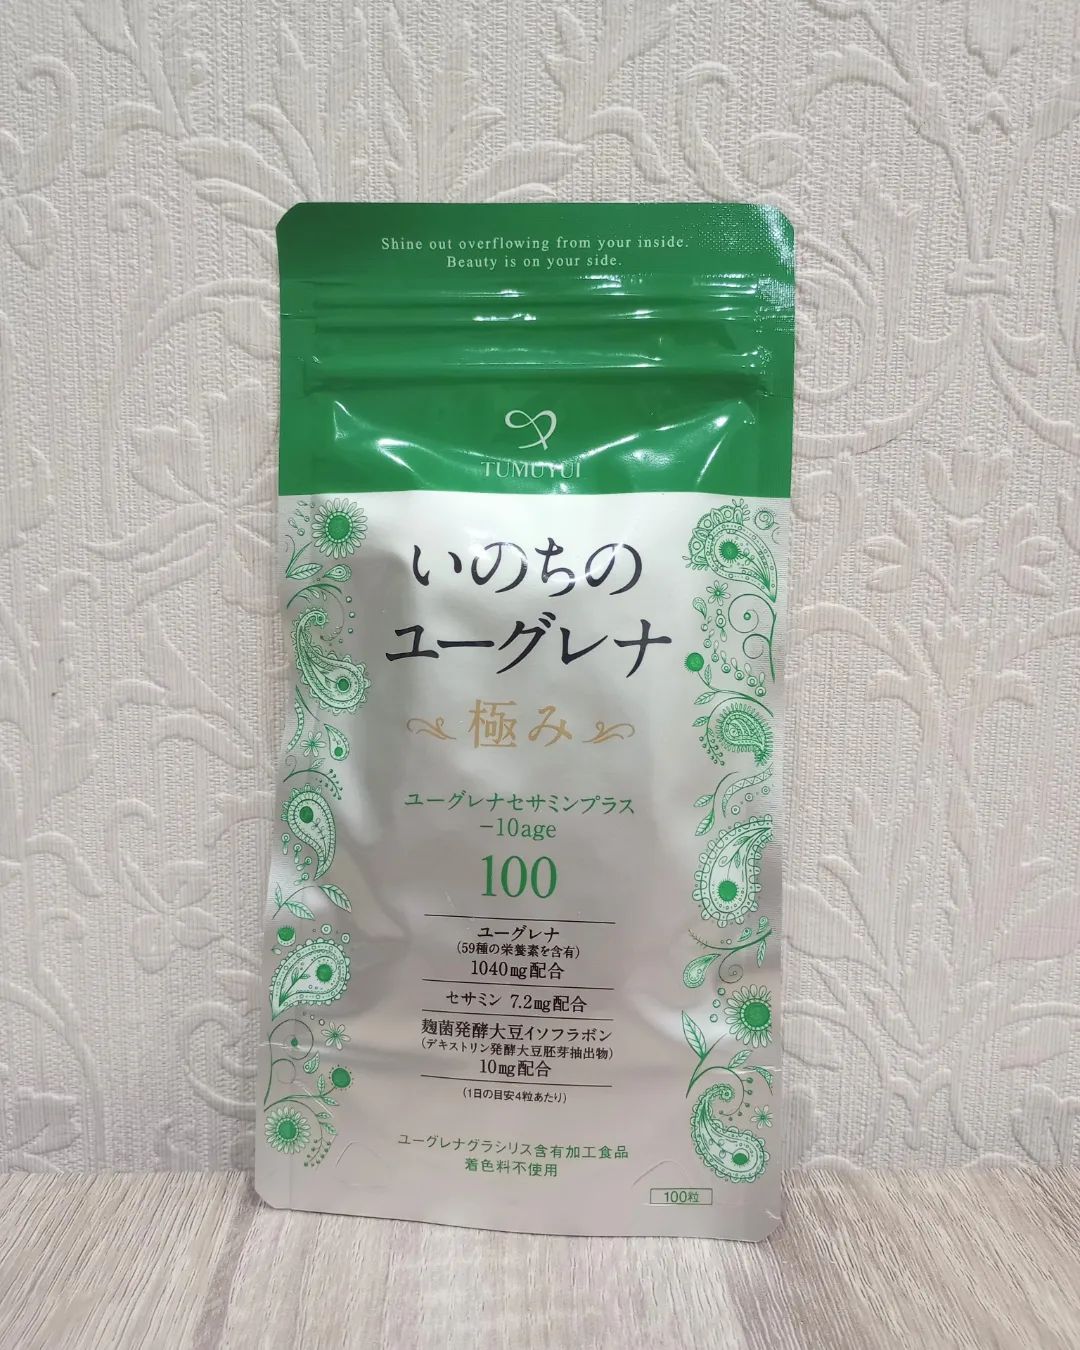 Shine out overflowing from your inside.
Beauty is on your side.
TUMUYUI
いのちの
ユーグレナ
極み
ユーグレナセサミンプラス
−10age
100
ユーグレナ
(59種の栄養素を含有)
1040mg配合
セサミン 7.2mg配合
麹菌発酵大豆イソフラボン
(デキストリン発酵大豆胚芽抽出物)
10mg配合
(1日の目安4粒あたり)
ユーグレナグラシリス含有加工食品
着色料不使用
100粒